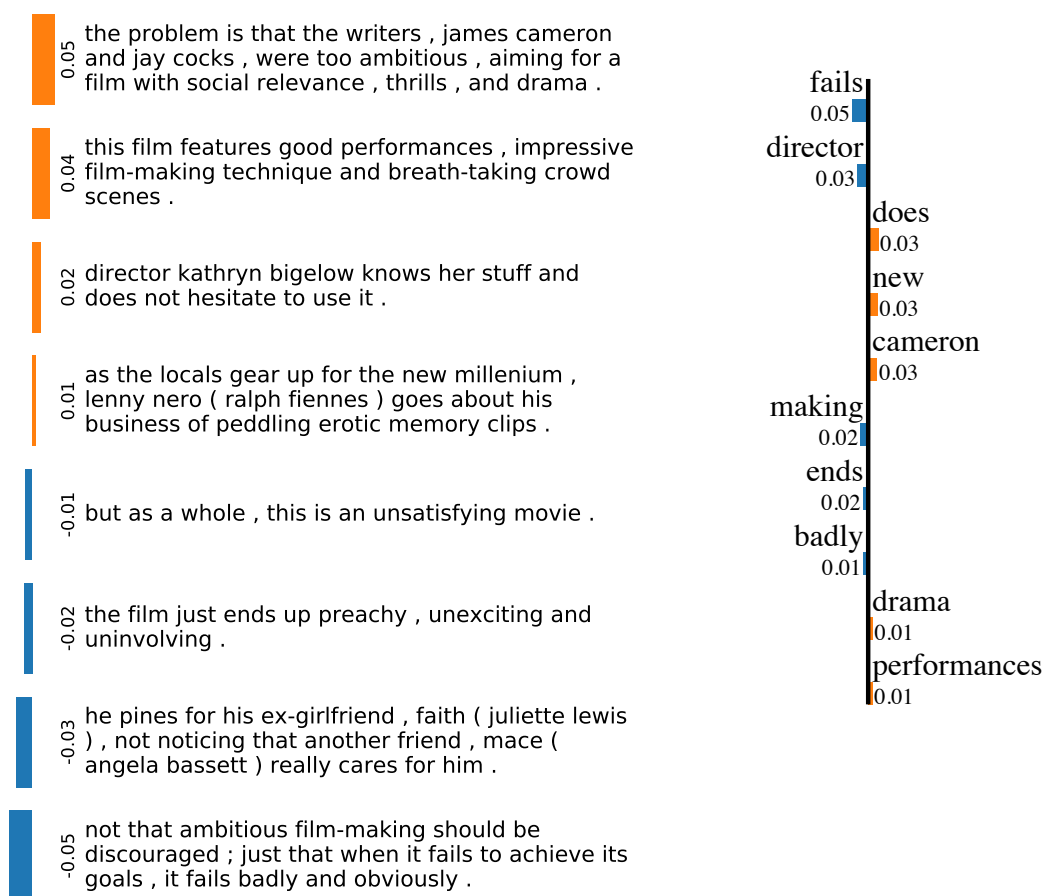 0.05
the problem is that the writers , james cameron
and jay cocks , were too ambitious , aiming for a
film with social relevance , thrills , and drama .
0.04
this film features good performances , impressive
film-making technique and breath-taking crowd
scenes .
0.02
director kathryn bigelow knows her stuff and
does not hesitate to use it .
0.01
as the locals gear up for the new millenium ,
lenny nero ( ralph fiennes ) goes about his
business of peddling erotic memory clips .
-0.01
but as a whole , this is an unsatisfying movie .
-0.02
the film just ends up preachy , unexciting and
uninvolving .
-0.03
he pines for his ex-girlfriend , faith ( juliette lewis
) , not noticing that another friend , mace (
angela bassett ) really cares for him .
-0.05
not that ambitious film-making should be
discouraged ; just that when it fails to achieve its
goals , it fails badly and obviously .
fails
0.05
director
0.03
does
0.03
new
0.03
cameron
0.03
making
0.02
ends
0.02
badly
0.01
drama
0.01
performances
0.01